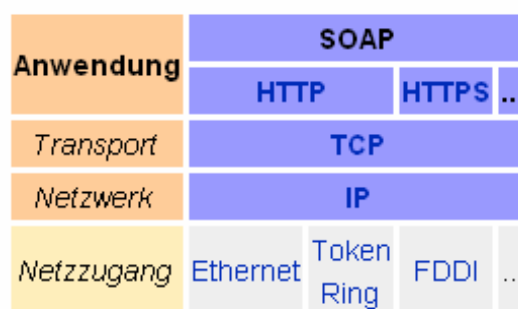 SOAP
Anwendung
HTTP HTTPS ..
Transport TCP
Netzwerk IP
Netzzugang Ethernet Token Ring FDDI ..